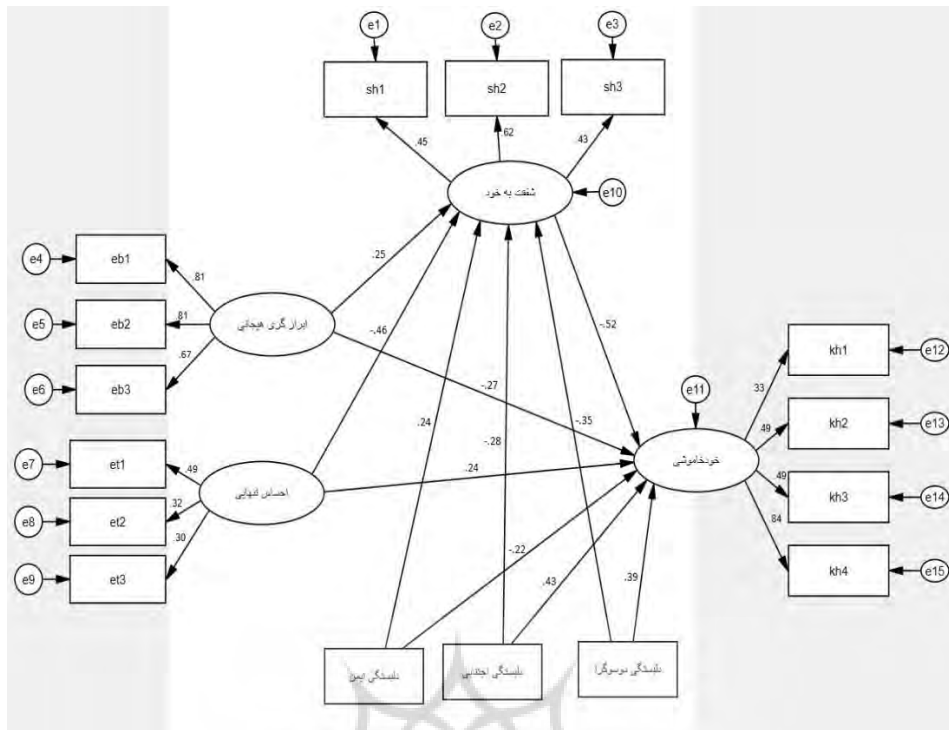 e1
e2
e3
sh1
sh2
sh3
.45
.62
.43
شفقت به خود
e10
e4
eb1
.81
e5
eb2
.81
e6
eb3
.67
ابراز گری هیجانی
.25
-.46
-.52
-.27
.24
-.28
-.35
.24
e7
et1
.49
e8
et2
.32
e9
et3
.30
احساس تنهایی
e11
خودخاموشی
kh1
e12
.33
kh2
e13
.49
kh3
e14
.49
kh4
e15
.84
-.22
.43
.39
دلبستگی ایمن
دلبستگی اجتنابی
دلبستگی دوسوگرا